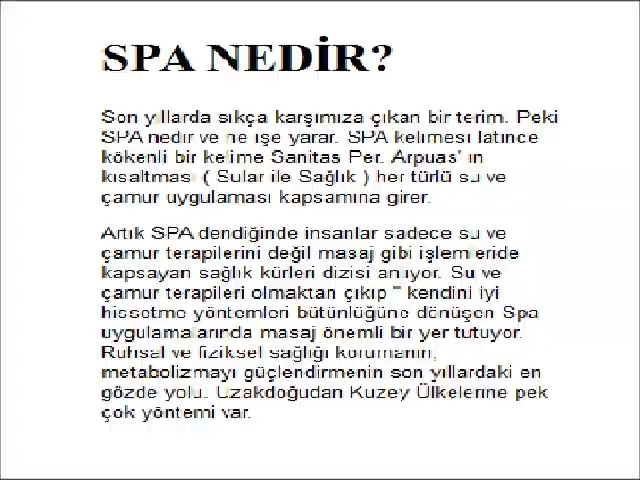 SPA NEDİR?
Son yıllarda sıkça karşımıza çıkan bir terim. Peki
SPA nedir ve ne işe yarar. SPA kelimesi latince
kökenli bir kelime Sanitas Per. Arpuas' ın
kısaltması ( Sular ile Sağlık ) her türlü su ve
çamur uygulaması kapsamına girer.
Artık SPA dendiğinde insanlar sadece su ve
çamur terapilerini değil masaj gibi işlemleride
kapsayan sağlık kürleri dizisi anlıyor. Su ve
çamur terapileri olmaktan çıkıp " kendini iyi
hissetme yöntemleri bütünlüğüne dönüşen Spa
uygulamalarında masaj önemli bir yer tutuyor.
Ruhsal ve fiziksel sağlığı korumanın,
metabolizmayı güçlendirmenin son yıllardaki en
gözde yolu. Uzakdoğudan Kuzey Ülkelerine pek
çok yöntemi var.